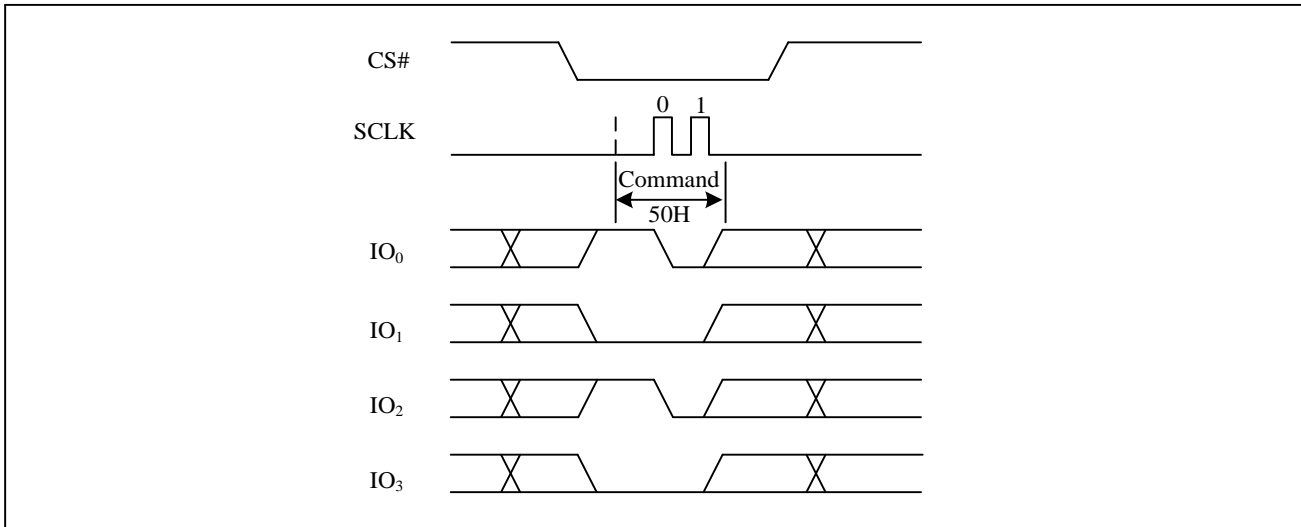 CS#
0 1
SCLK
Command
50H
IO₀
IO₁
IO₂
IO₃